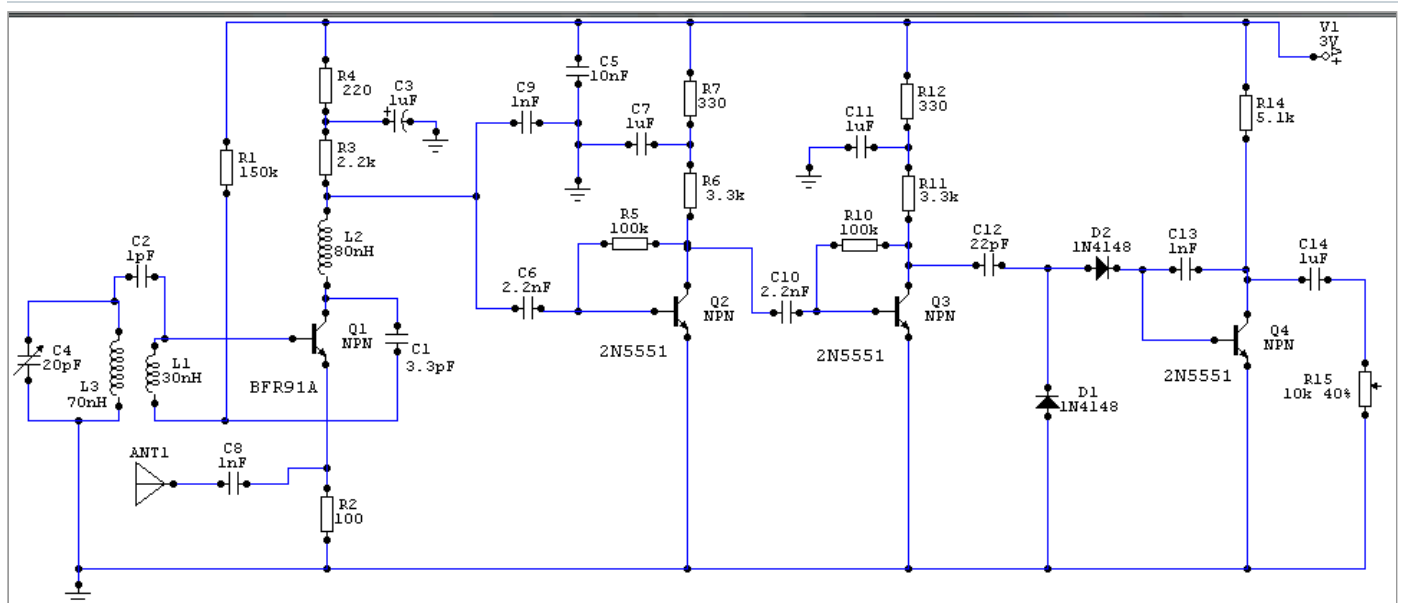 V1
3V
R4
220
C3
1uF
C5
10nF
R7
330
R12
330
C9
1nF
C7
1uF
C11
1uF
R14
5.1k
R1
150k
R3
2.2k
R6
3.3k
R11
3.3k
R5
100k
R10
100k
L2
80nH
C2
1pF
C12
22pF
D2
1N4148
C13
1nF
C14
1uF
C6
2.2nF
C10
2.2nF
Q1
NPN
Q2
NPN
Q3
NPN
Q4
NPN
C4
20pF
L3
70nH
L1
30nH
C1
3.3pF
BFR91A
2N5551
2N5551
2N5551
R15
10k 40%
D1
1N4148
ANT1
C8
1nF
R2
100